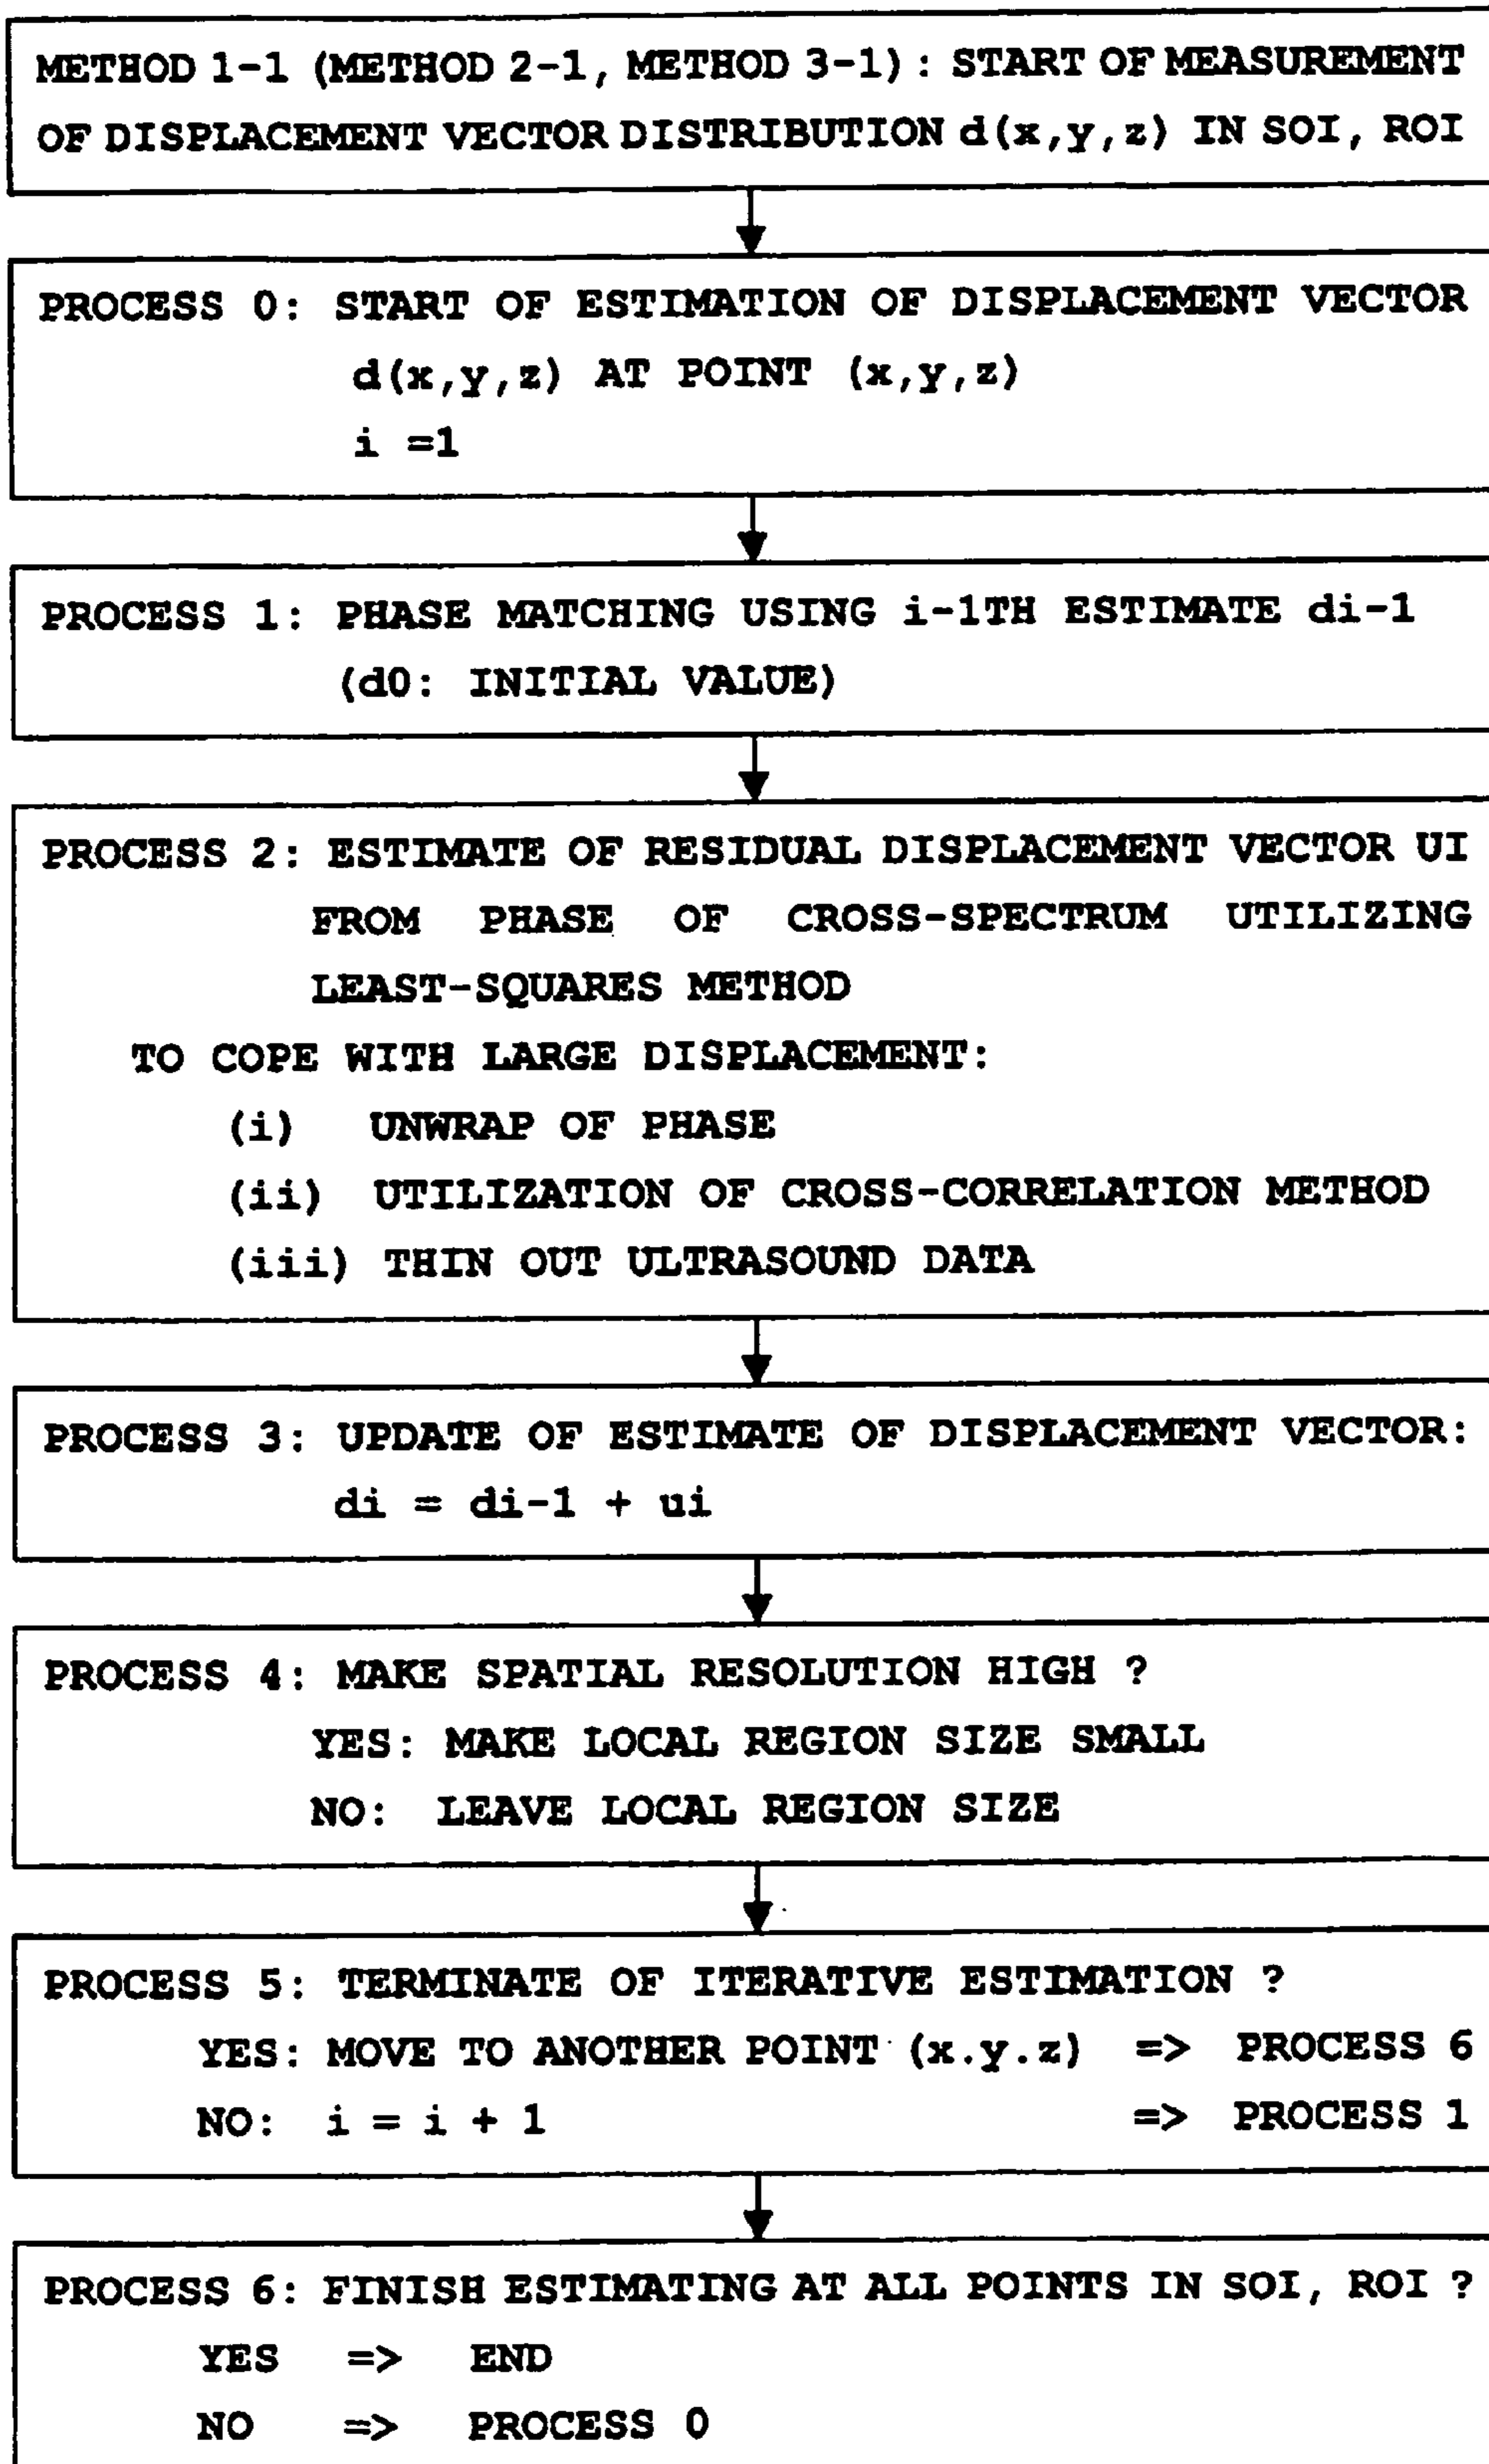 METHOD 1-1 (METHOD 2-1, METHOD 3-1) : START OF MEASUREMENT
OF DISPLACEMENT VECTOR DISTRIBUTION d(x,y,z) IN SOI, ROI
PROCESS 0: START OF ESTIMATION OF DISPLACEMENT VECTOR
d(x,y,z) AT POINT (x,y,z)
i =1
PROCESS 1: PHASE MATCHING USING i-1TH ESTIMATE di-1
(d0: INITIAL VALUE)
PROCESS 2: ESTIMATE OF RESIDUAL DISPLACEMENT VECTOR UI
FROM PHASE OF CROSS-SPECTRUM UTILIZING
LEAST-SQUARES METHOD
TO COPE WITH LARGE DISPLACEMENT:
(i) UNWRAP OF PHASE
(ii) UTILIZATION OF CROSS-CORRELATION METHOD
(iii) THIN OUT ULTRASOUND DATA
PROCESS 3: UPDATE OF ESTIMATE OF DISPLACEMENT VECTOR:
di = di-1 + ui
PROCESS 4: MAKE SPATIAL RESOLUTION HIGH ?
YES: MAKE LOCAL REGION SIZE SMALL
NO: LEAVE LOCAL REGION SIZE
PROCESS 5: TERMINATE OF ITERATIVE ESTIMATION ?
YES: MOVE TO ANOTHER POINT (x.y.z) => PROCESS 6
NO: i = i + 1 => PROCESS 1
PROCESS 6: FINISH ESTIMATING AT ALL POINTS IN SOI, ROI ?
YES => END
NO => PROCESS 0